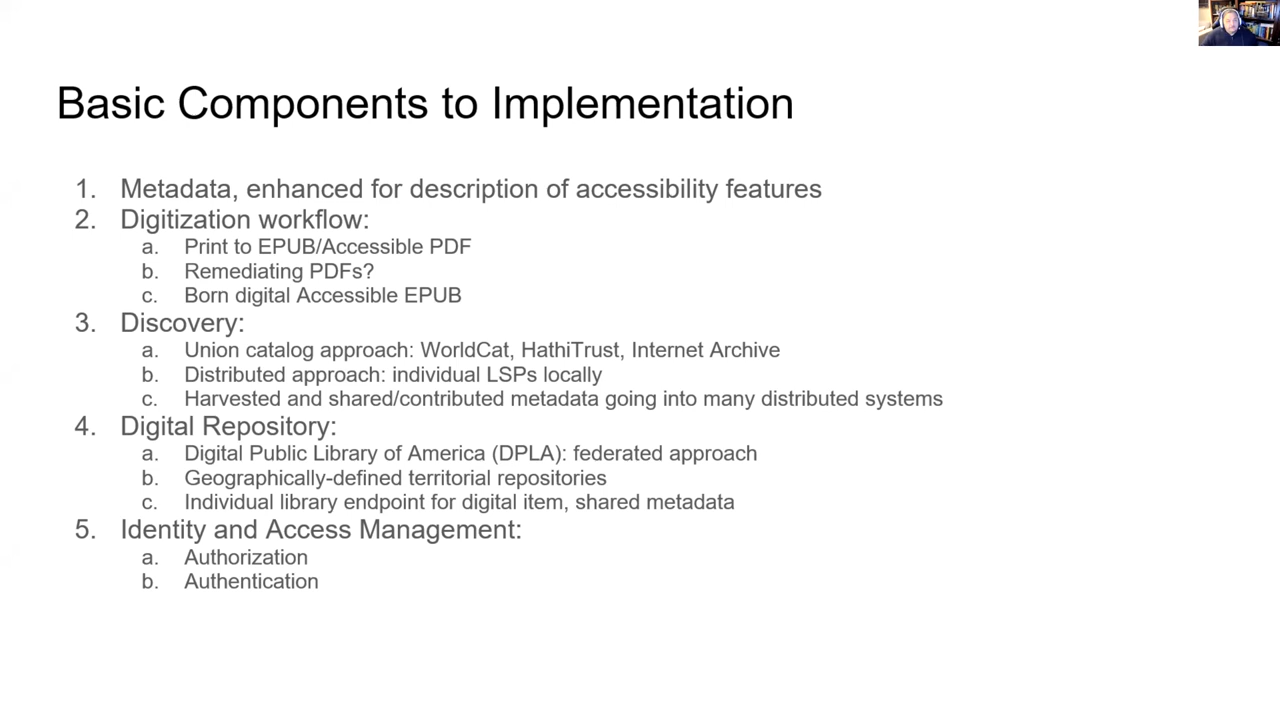 Basic Components to Implementation
1. Metadata, enhanced for description of accessibility features
2. Digitization workflow:
a. Print to EPUB/Accessible PDF
b. Remediating PDFs?
c. Born digital Accessible EPUB
3. Discovery:
a. Union catalog approach: WorldCat, HathiTrust, Internet Archive
b. Distributed approach: individual LSPs locally
c. Harvested and shared/contributed metadata going into many distributed systems
4. Digital Repository:
a. Digital Public Library of America (DPLA): federated approach
b. Geographically-defined territorial repositories
c. Individual library endpoint for digital item, shared metadata
5. Identity and Access Management:
a. Authorization
b. Authentication